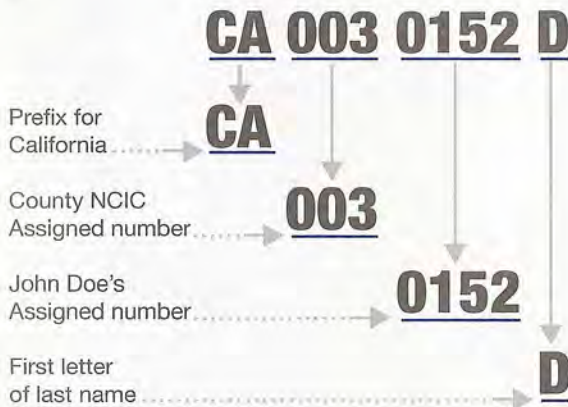 CA 003 0152 D
Prefix for
California
CA
County NCIC
Assigned number
003
John Doe's
Assigned number
0152
First letter
of last name
D